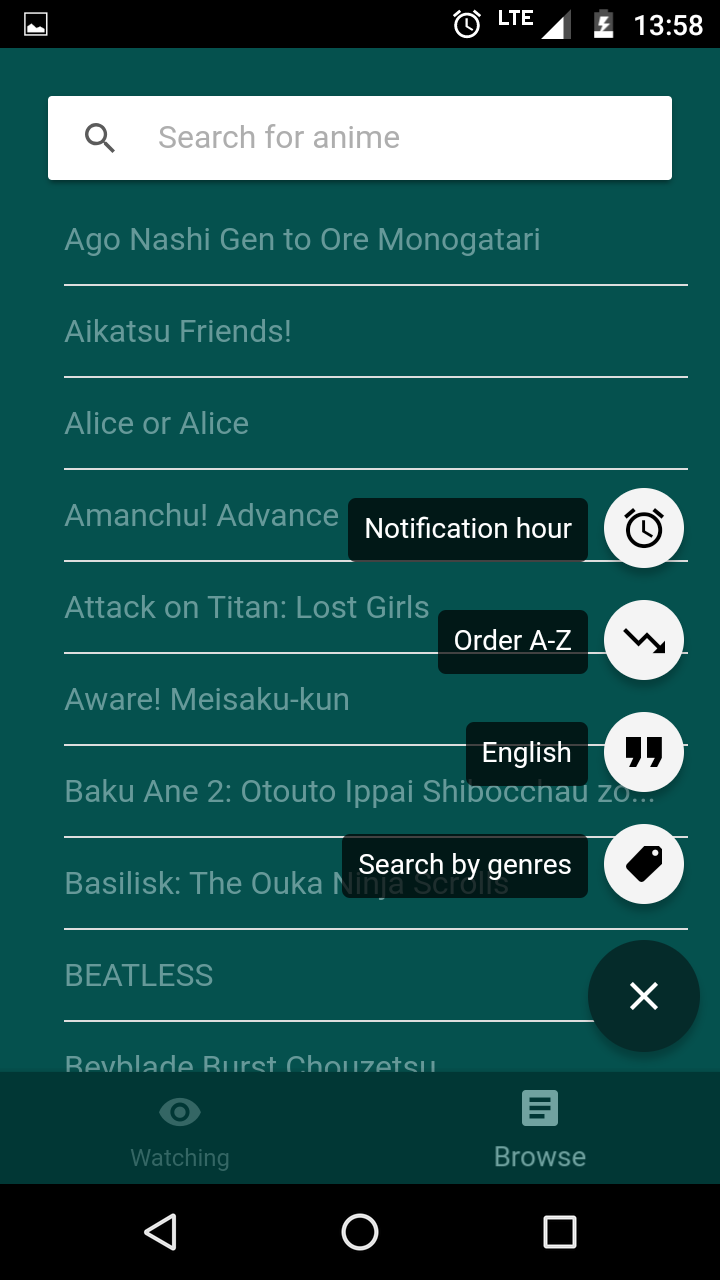 LTE 13:58
Search for anime
Ago Nashi Gen to Ore Monogatari
Aikatsu Friends!
Alice or Alice
Amanchu! Advance
Notification hour
Attack on Titan: Lost Girls
Order A-Z
Aware! Meisaku-kun
English
Baku Ane 2: Otouto Ippai Shibocchau zo...
Search by genres
Basilisk: The Ouka Ninja Scrolls
BEATLESS
Beyblade Burst Chouzetsu
Watching
Browse